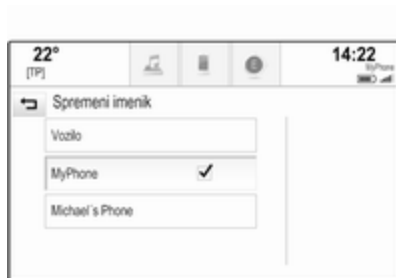 22° 14:22
[TP] MyPhone
Spremeni imenik
Vozilo
MyPhone
Michael`s Phone